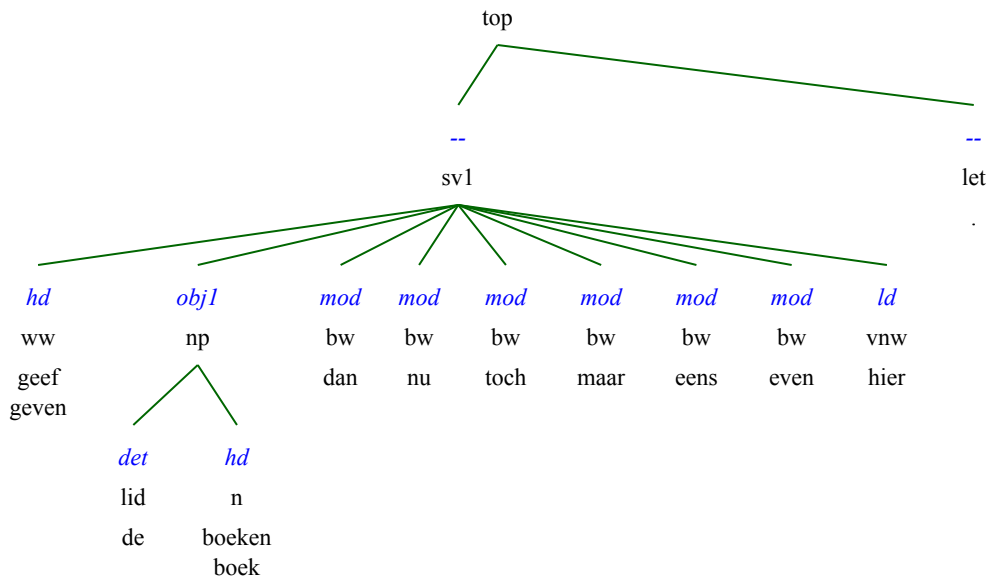 top
-- --
sv1 let
.
hd obj1 mod mod mod mod mod mod ld
ww np bw bw bw bw bw bw vnw
geef dan nu toch maar eens even hier
geven
det hd
lid n
de boeken
boek